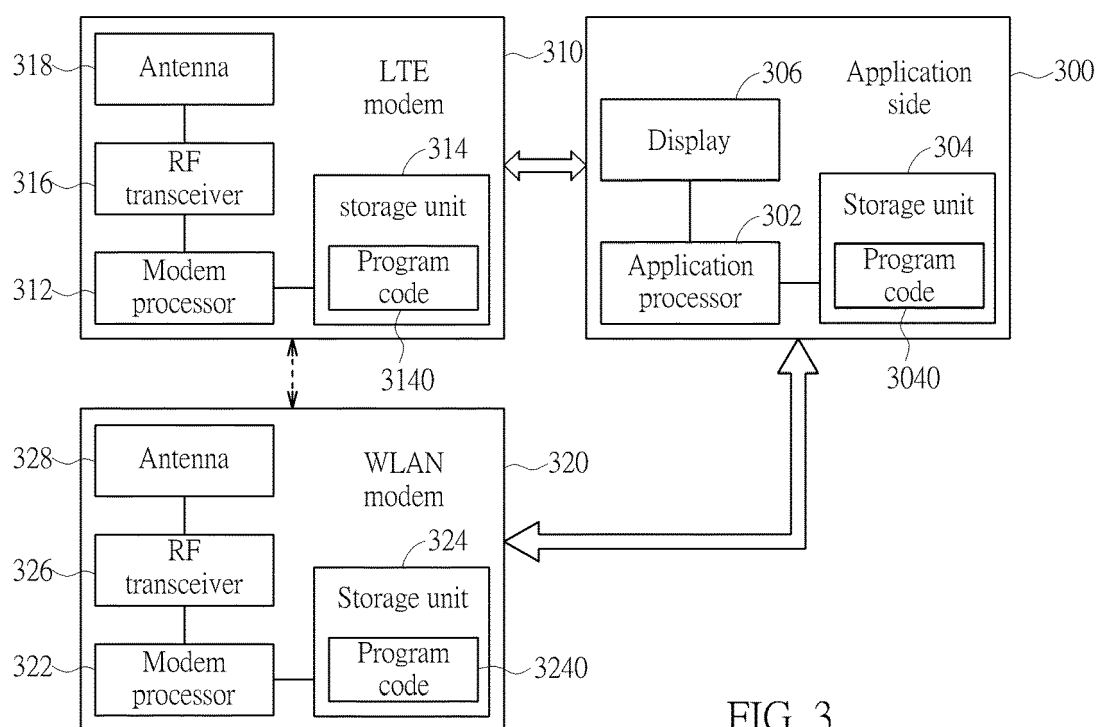 318
Antenna
LTE
modem
310
316
RF
transceiver
314
storage unit
312
Modem
processor
Program
code
3140
306
Application
side
300
Display
304
302
Storage unit
Application
processor
Program
code
3040
328
Antenna
WLAN
modem
320
326
RF
transceiver
324
Storage unit
322
Modem
processor
Program
code
3240
FIG. 3